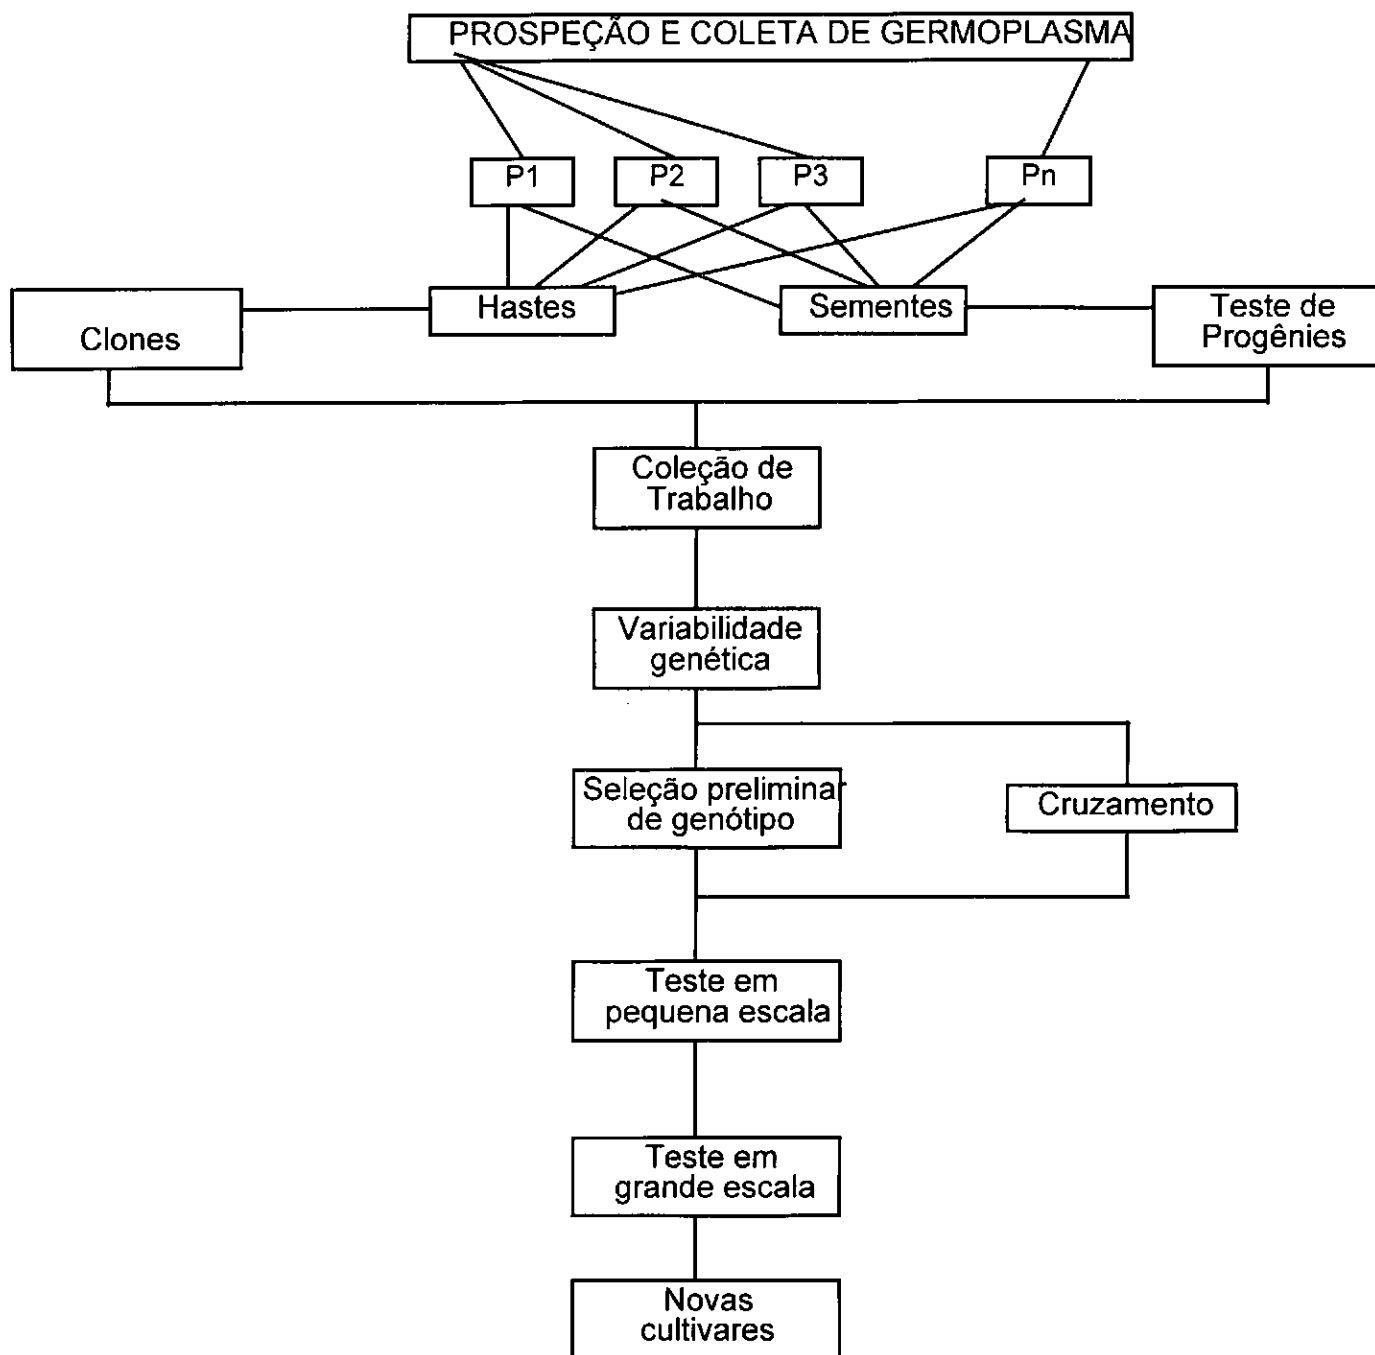 PROSPEÇÃO E COLETA DE GERMOPLASMA
P1
P2
P3
Pn
Hastes
Sementes
Clones
Teste de
Progênies
Coleção de
Trabalho
Variabilidade
genética
Seleção preliminar
de genótipo
Cruzamento
Teste em
pequena escala
Teste em
grande escala
Novas
cultivares